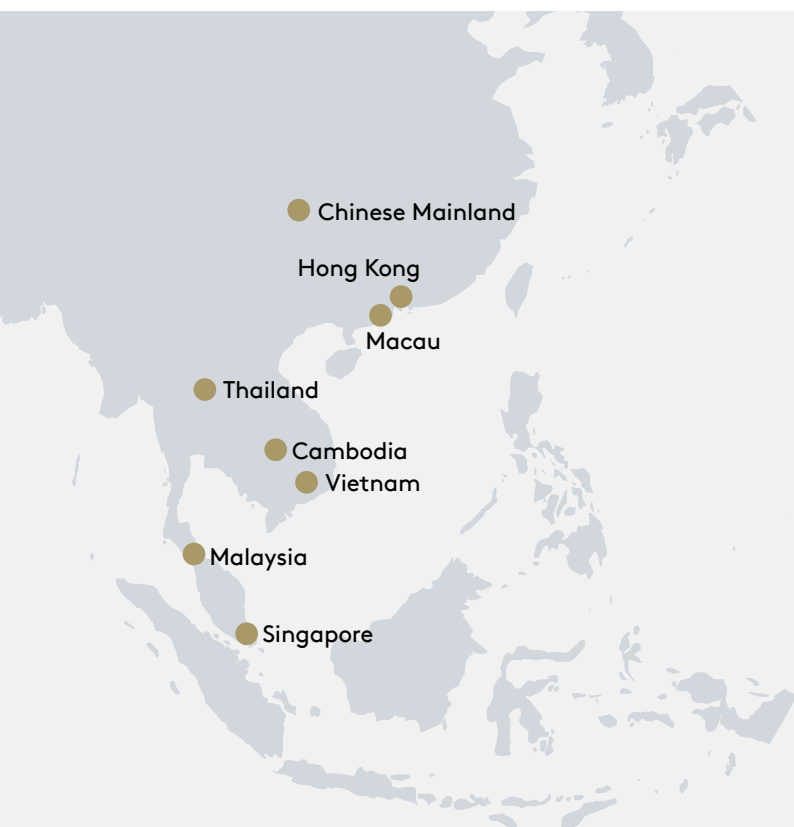 Chinese Mainland
Hong Kong
Macau
Thailand
Cambodia
Vietnam
Malaysia
Singapore